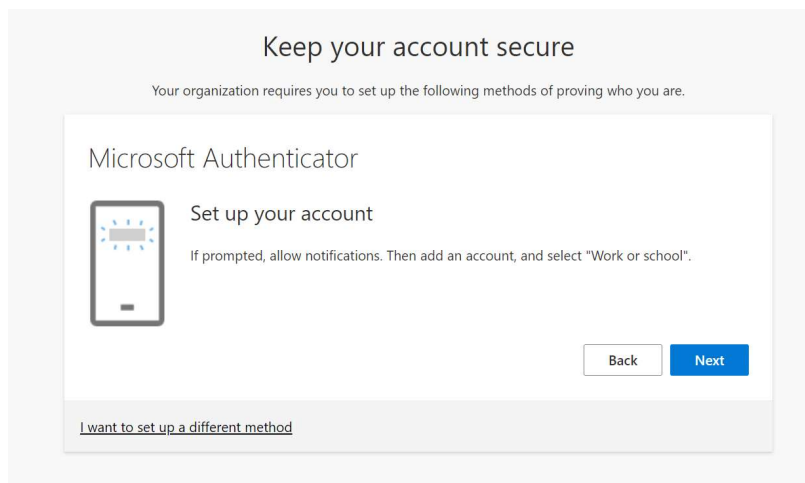 Keep your account secure
Your organization requires you to set up the following methods of proving who you are.
Microsoft Authenticator
Set up your account
If prompted, allow notifications. Then add an account, and select "Work or school".
Back
Next
I want to set up a different method